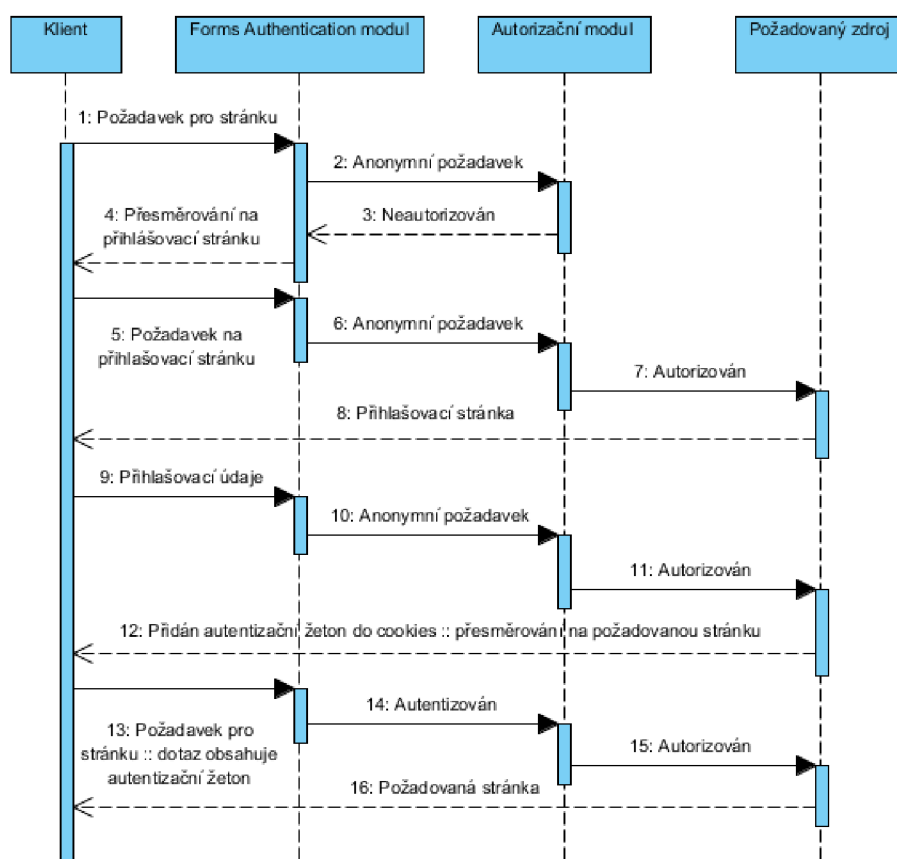 Klient
Forms Authentication modul
Autorizační modul
Požadovaný zdroj
1: Požadavek pro stránku
2: Anonymní požadavek
3: Neautorizován
4: Přesměrování na
přihlášovací stránku
5: Požadavek na
přihlašovací stránku
6: Anonymní požadavek
7: Autorizován
8: Přihlašovací stránka
9: Přihlašovací údaje
10: Anonymní požadavek
11: Autorizován
12: Přidán autentizační žeton do cookies :: přesměrování na požadovanou stránku
13: Požadavek pro
stránku :: dotaz obsahuje
autentizační žeton
14: Autentizován
15: Autorizován
16: Požadovaná stránka